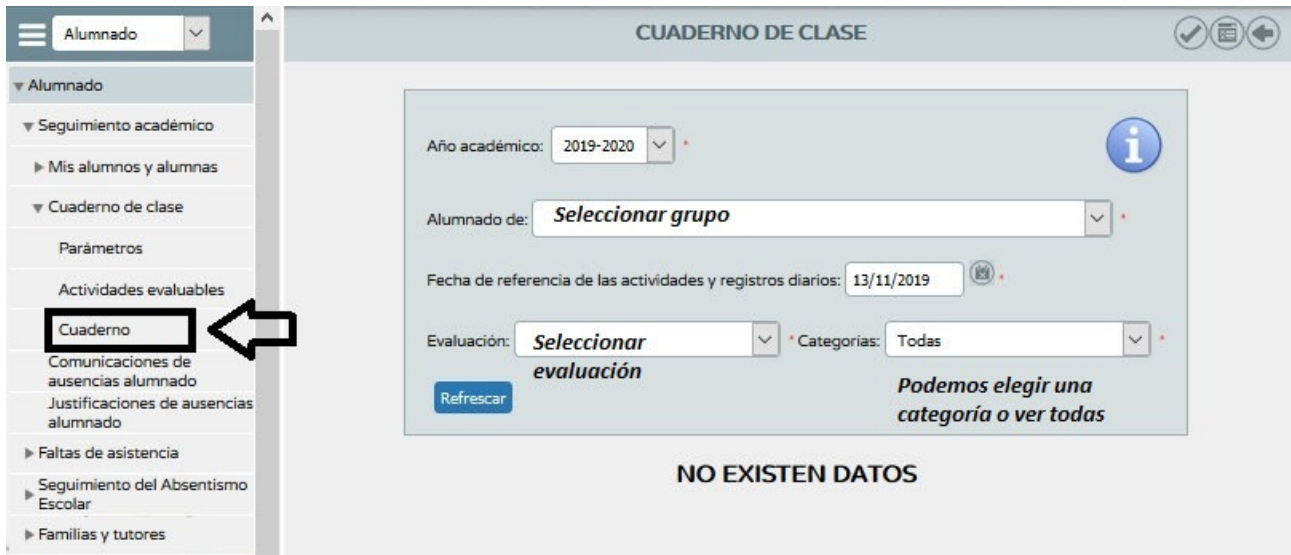 Alumnado
CUADERNO DE CLASE
Alumnado
Seguimiento académico
Mis alumnos y alumnas
Cuaderno de clase
Parámetros
Actividades evaluables
Cuaderno
Comunicaciones de
ausencias alumnado
Justificaciones de ausencias
alumnado
Faltas de asistencia
Seguimiento del Absentismo
Escolar
Familias y tutores
Año académico: 2019-2020 *
Alumnado de: Seleccionar grupo *
Fecha de referencia de las actividades y registros diarios: 13/11/2019 *
Evaluación: Seleccionar * Categorías: Todas *
evaluación
Podemos elegir una
Refrescar
categoría o ver todas
NO EXISTEN DATOS